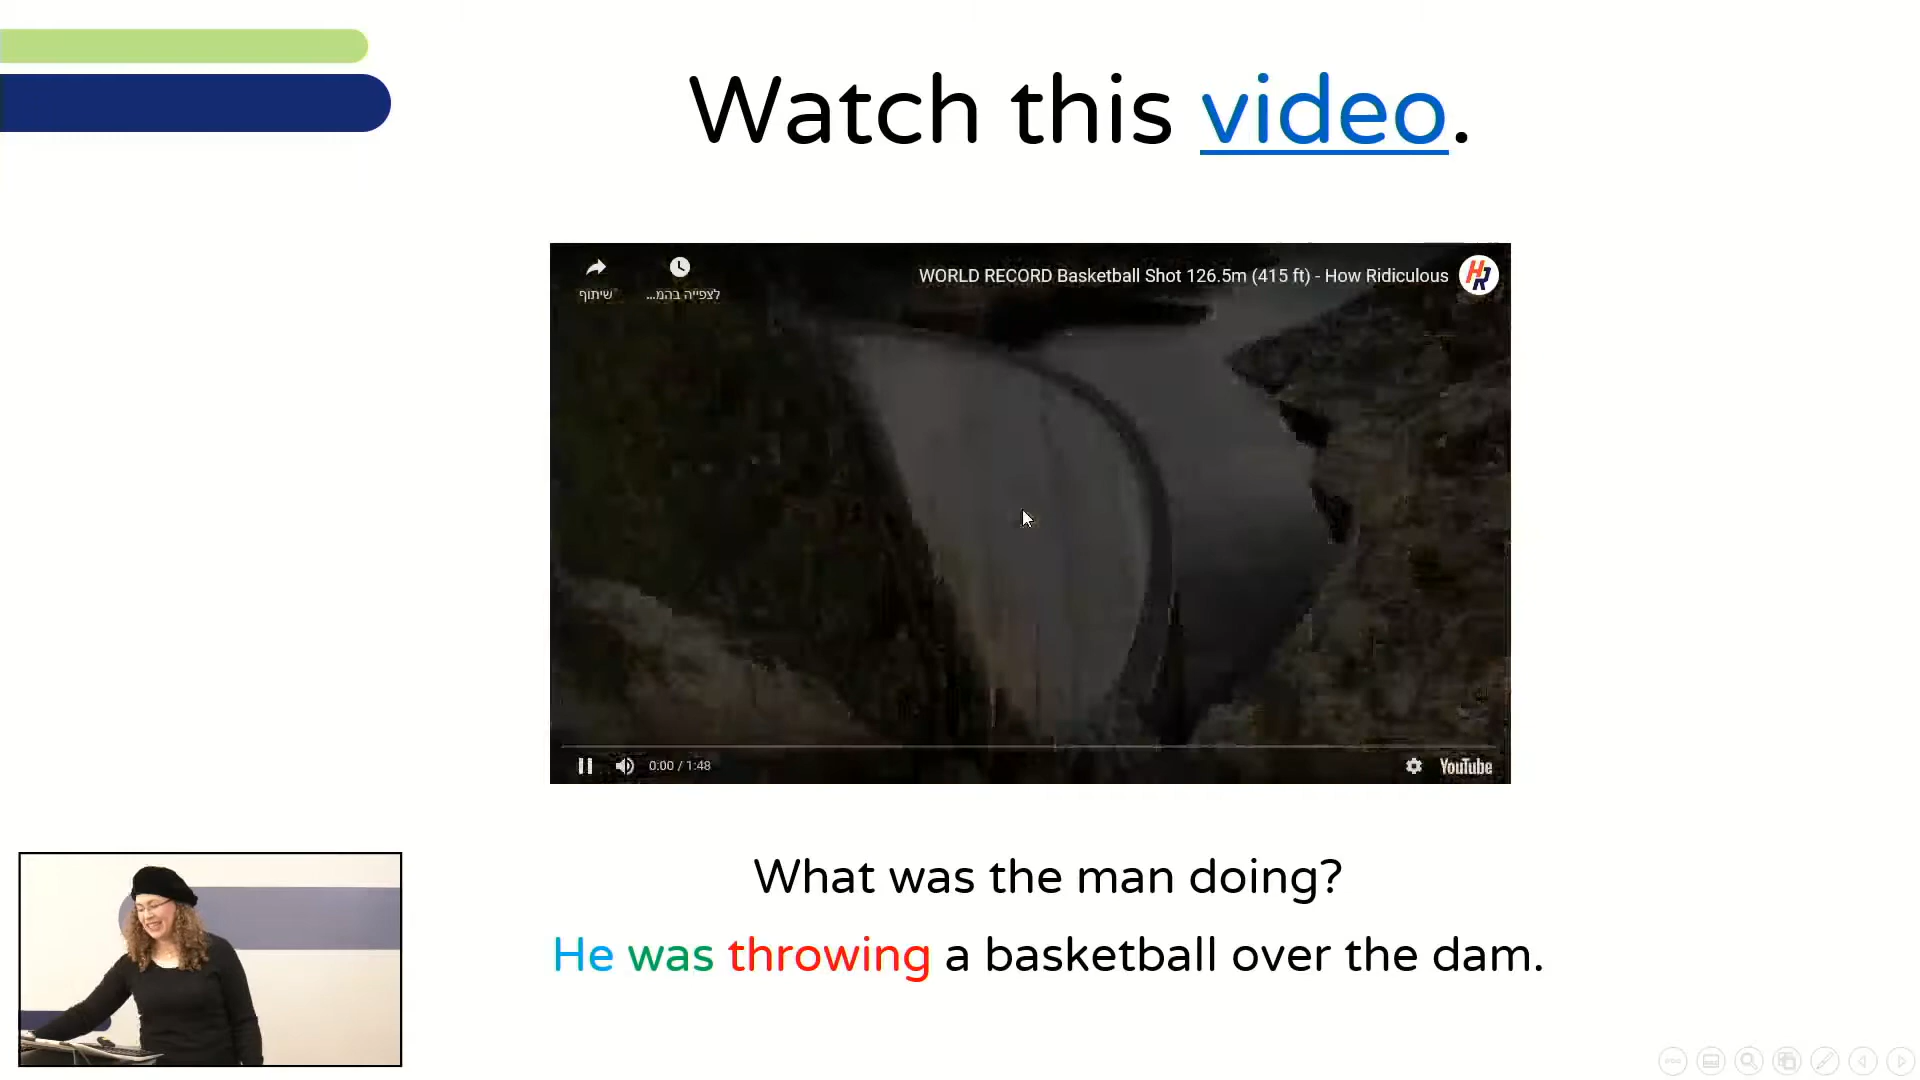 Watch this video.
WORLD RECORD Basketball Shot 126.5m (415 ft) - How Ridiculous
HR
שיתוף
לצפייה בהמ...
0:00 / 1:48
YouTube
What was the man doing?
He was throwing a basketball over the dam.